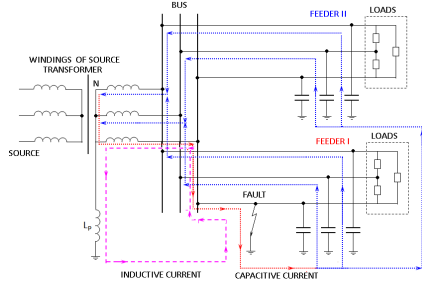 BUS
FEEDER II
LOADS
WINDINGS OF SOURCE
TRANSFORMER
N
SOURCE
FEEDER I
LOADS
FAULT
Lp
INDUCTIVE CURRENT
CAPACITIVE CURRENT